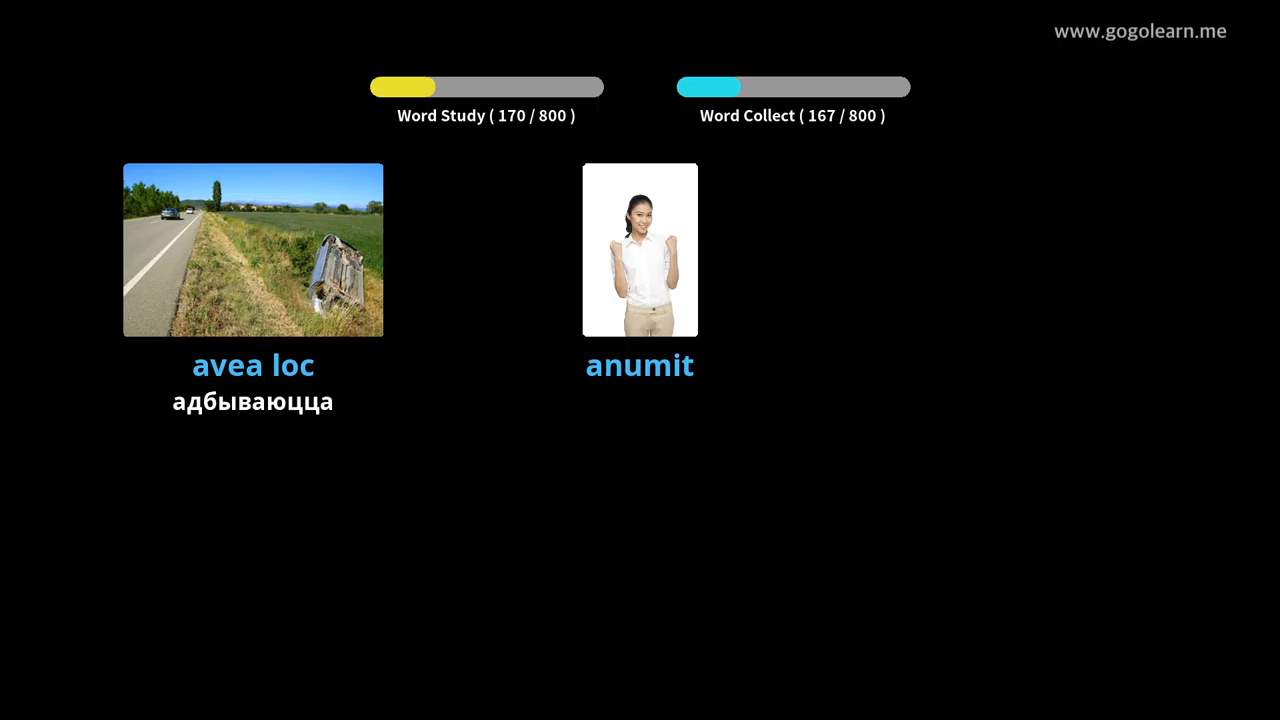 www.gogolearn.me
Word Study ( 170 / 800 )
Word Collect ( 167 / 800 )
avea loc
адбываюцца
anumit